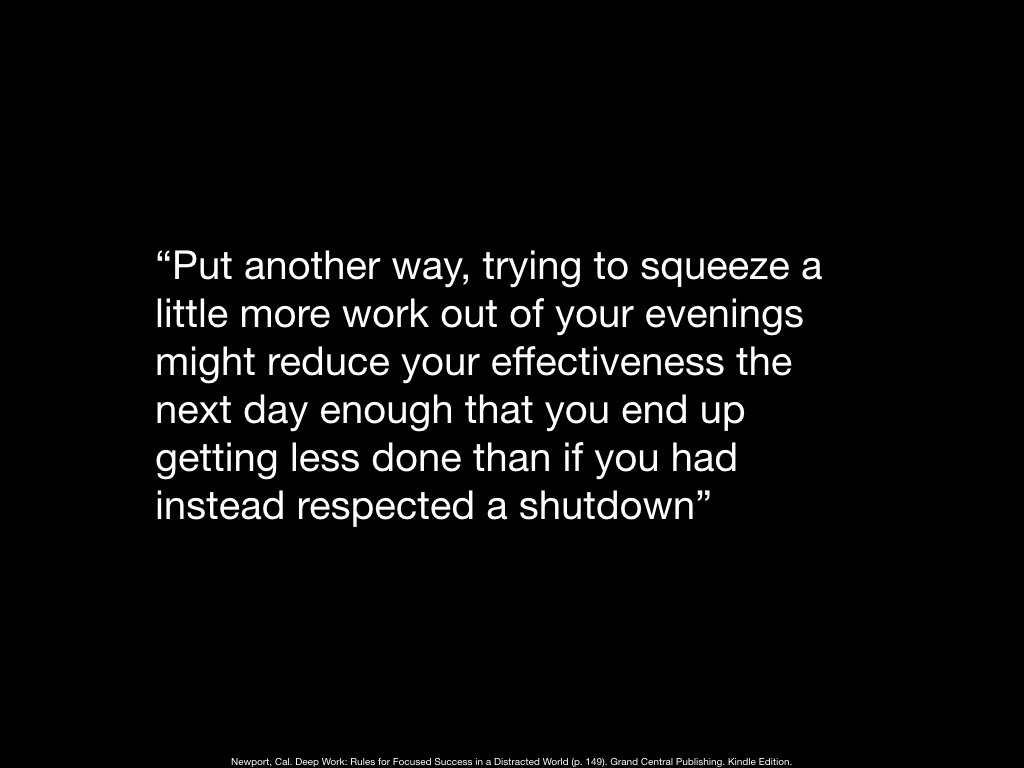 “Put another way, trying to squeeze a
little more work out of your evenings
might reduce your effectiveness the
next day enough that you end up
getting less done than if you had
instead respected a shutdown”
Newport, Cal. Deep Work: Rules for Focused Success in a Distracted World (p. 149). Grand Central Publishing. Kindle Edition.